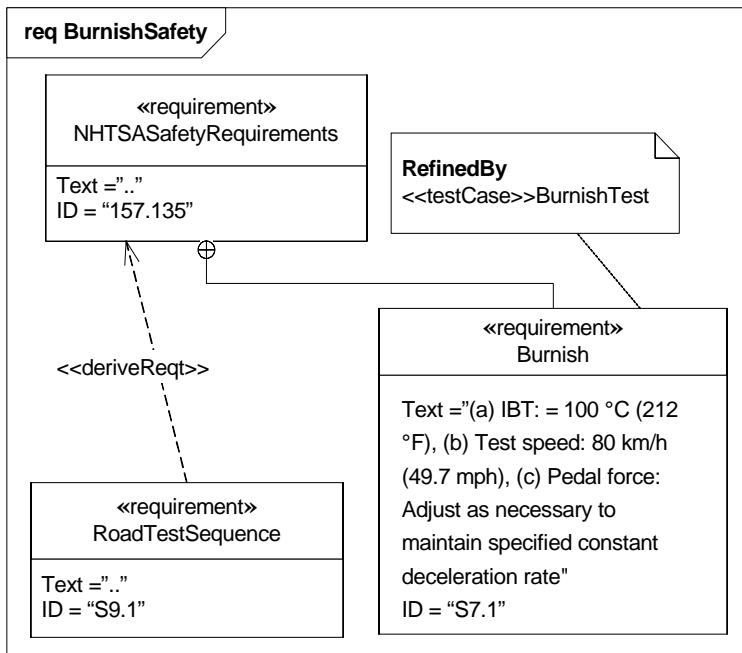 req BurnishSafety
«requirement»
NHTSASafetyRequirements
Text =".."
ID = “157.135”
RefinedBy
<<testCase>>BurnishTest
<<deriveReqt>>
«requirement»
Burnish
Text =”(a) IBT: = 100 °C (212
°F), (b) Test speed: 80 km/h
(49.7 mph), (c) Pedal force:
Adjust as necessary to
maintain specified constant
deceleration rate"
ID = “S7.1”
«requirement»
RoadTestSequence
Text =”..”
ID = “S9.1”